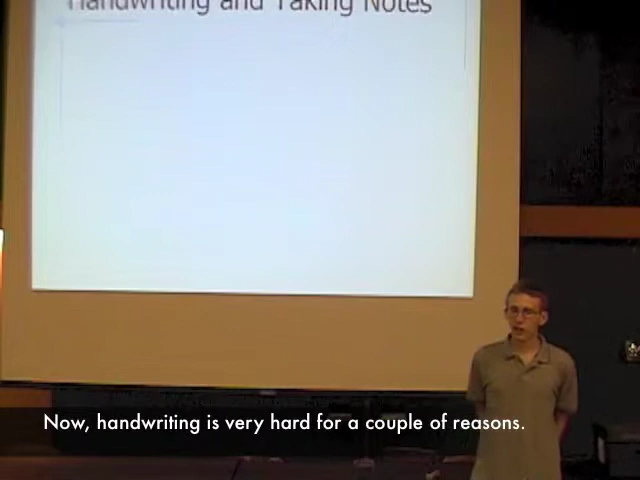 Handwriting and Taking Notes
Now, handwriting is very hard for a couple of reasons.